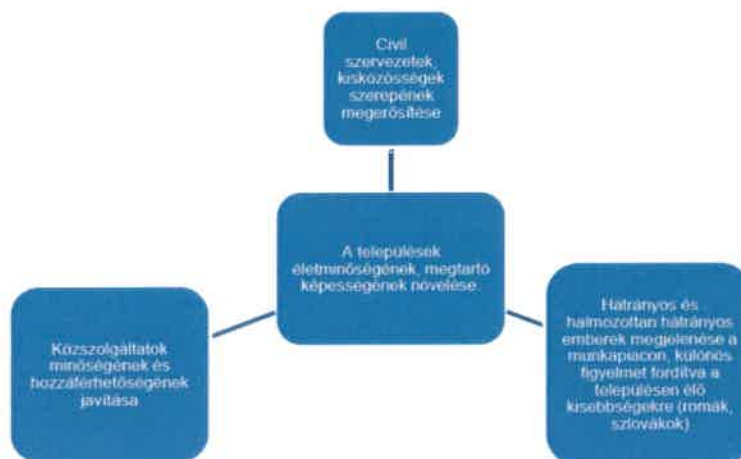 Civil
szervezetek,
kisközösségek
szerepének
megerősítése
A települések
életminőségének, megtartó
képességének növelése.
Közszolgáltatok
minőségének és
hozzáférhetőségének
javítása
Hátrányos és
halmozottan hátrányos
emberek megjelenése a
munkapiacon, különös
figyelmet fordítva a
településen élő
kisebbségekre (romák,
szlovákok)